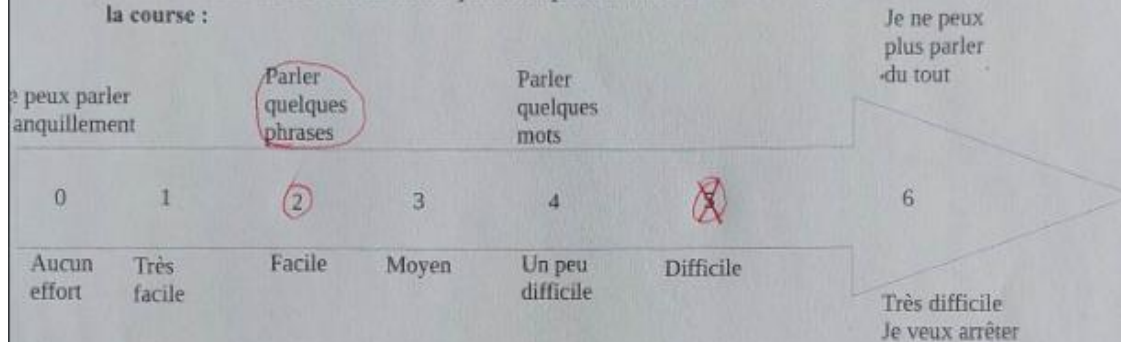 la course :
Je ne peux
plus parler
du tout
peux parler
Parler
quelques
phrases
Parler
quelques
mots
0 1 2 3 4 5 6
Aucun
effort
Très
facile
Facile
Moyen
Un peu
difficile
Difficile
Très difficile
Je veux arrêter